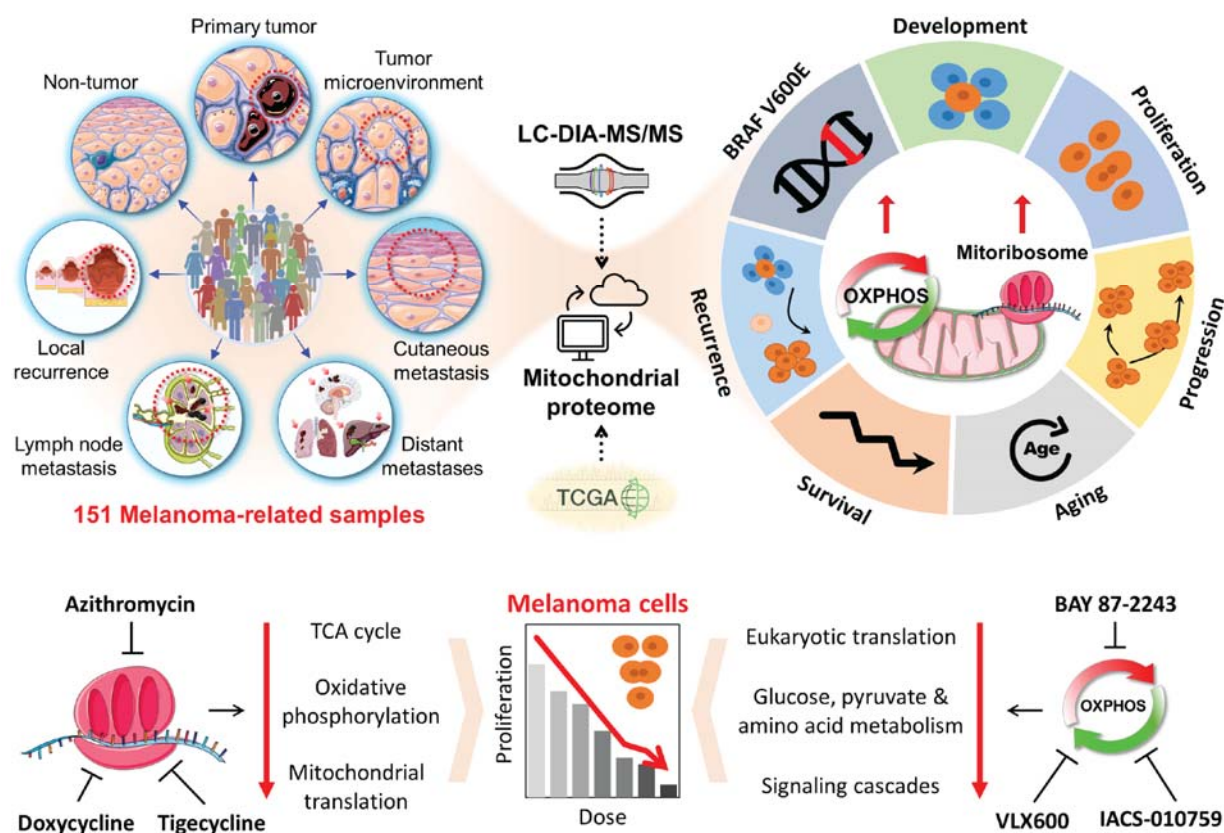 Primary tumor
Non-tumor
Tumor
microenvironment
Local
recurrence
Cutaneous
metastasis
Lymph node
metastasis
Distant
metastases
151 Melanoma-related samples
LC-DIA-MS/MS
Mitochondrial
proteome
TCGA
Development
BRAF V600E
Proliferation
Recurrence
Progression
Survival
Aging
Age
OXPHOS
Mitoribosome
Azithromycin
Doxycycline
Tigecycline
TCA cycle
Oxidative
phosphorylation
Mitochondrial
translation
Melanoma cells
Proliferation
Dose
Eukaryotic translation
Glucose, pyruvate &
amino acid metabolism
Signaling cascades
BAY 87-2243
OXPHOS
VLX600
IACS-010759